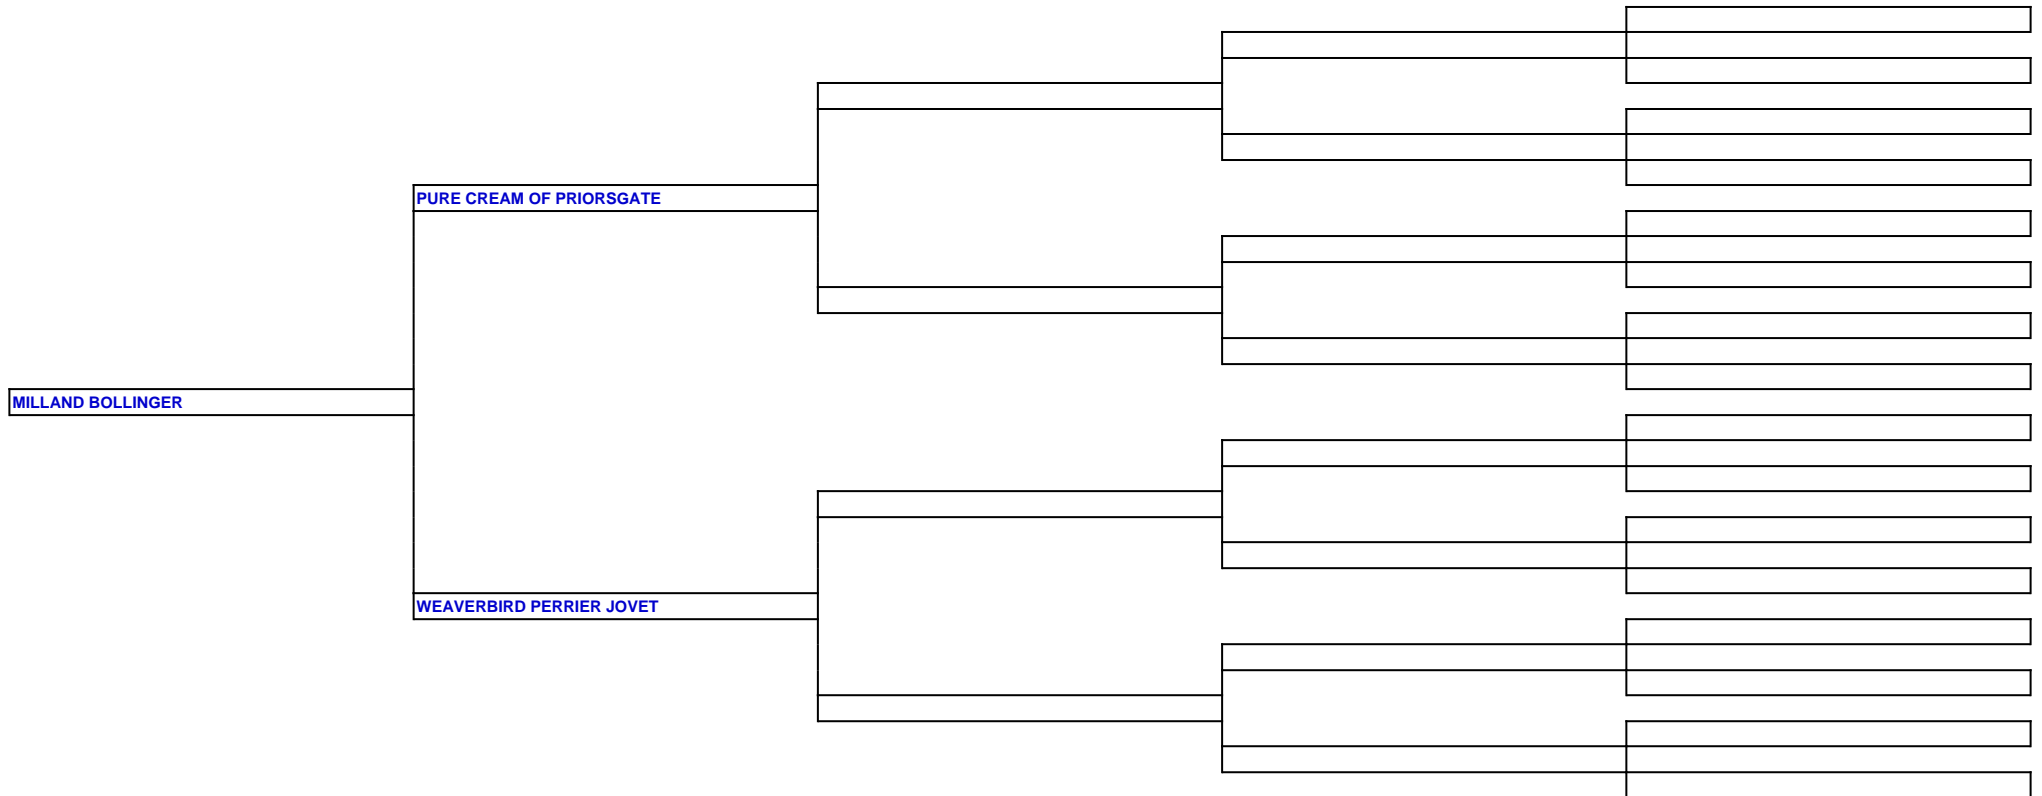 PURE CREAM OF PRIORSGATE
MILLAND BOLLINGER
WEAVERBIRD PERRIER JOVET